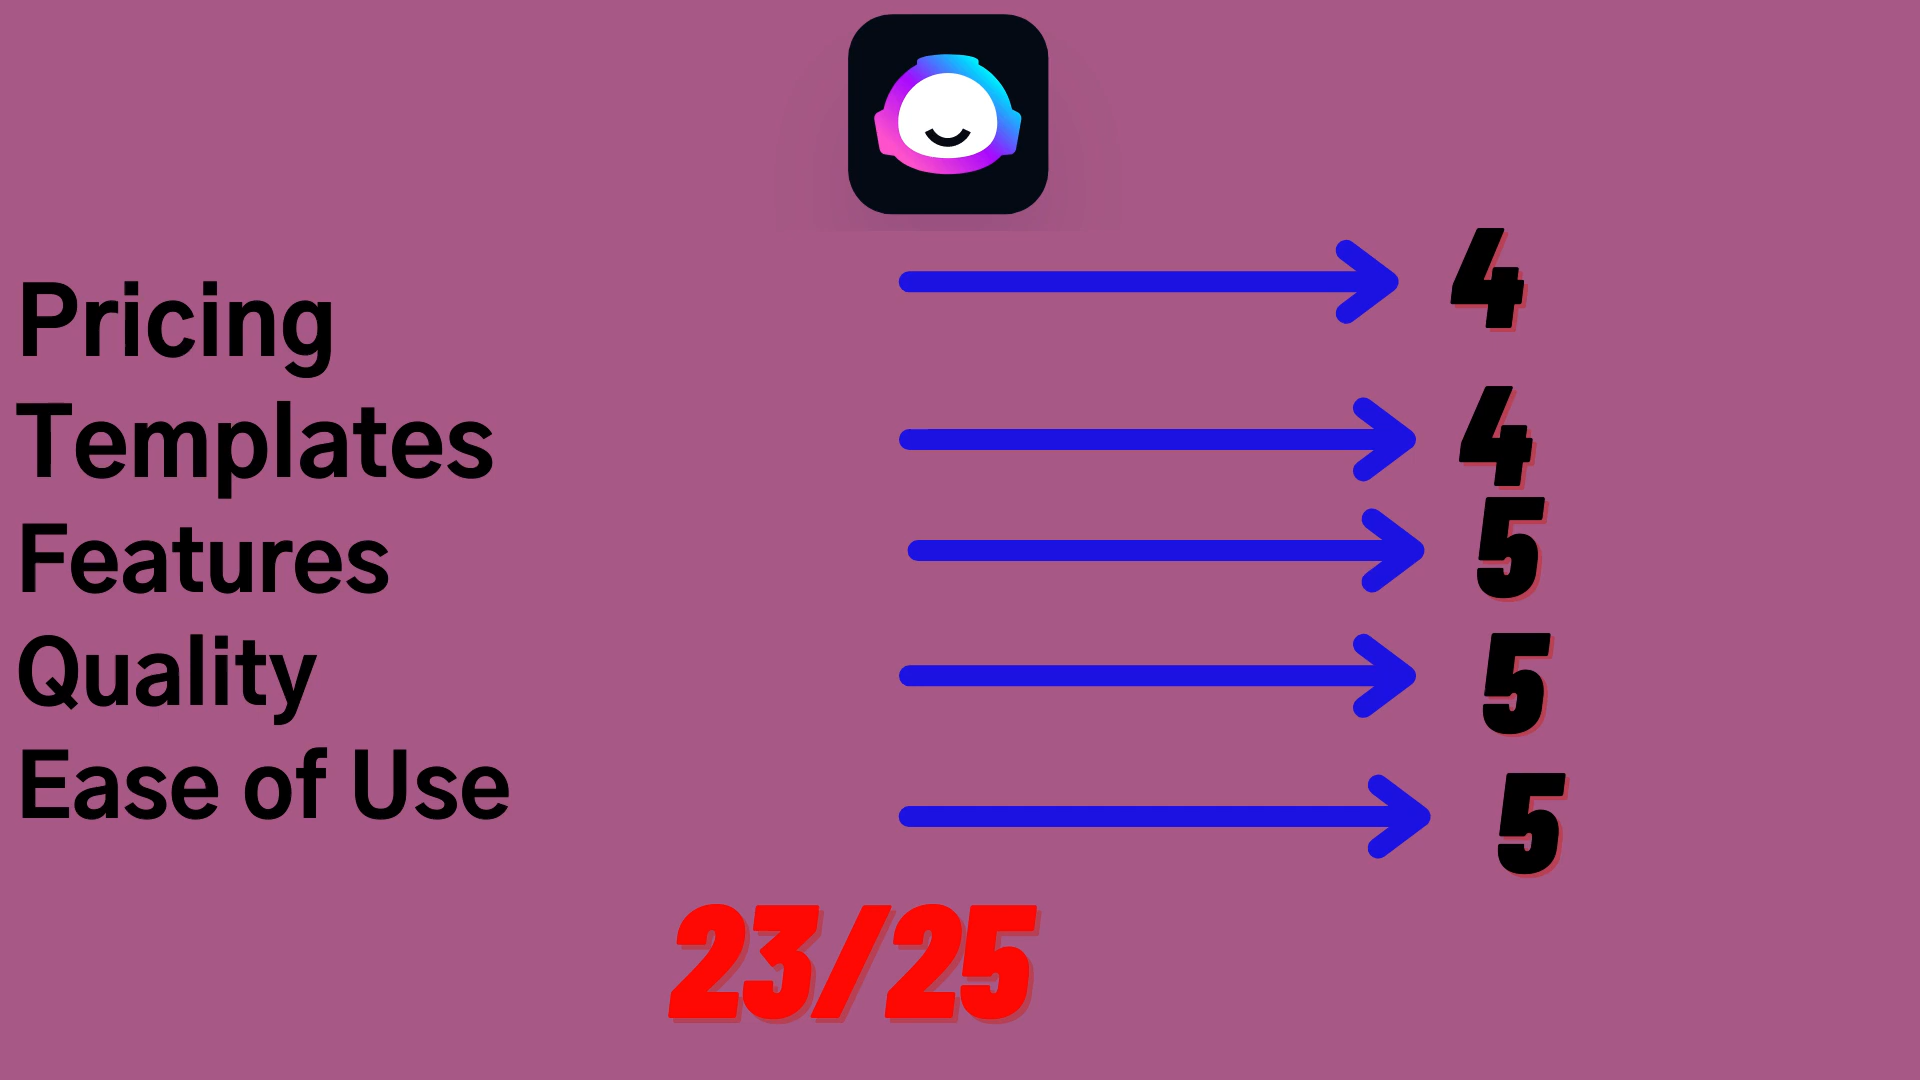 Pricing 4
Templates 4
Features 5
Quality 5
Ease of Use 5
23/25